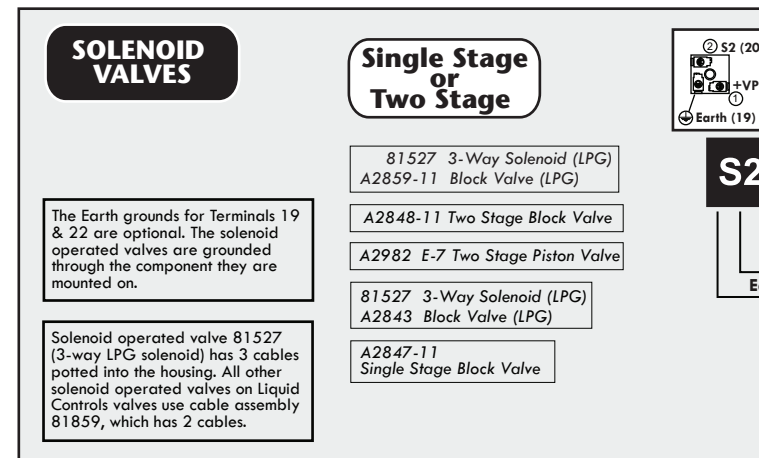 SOLENOID
VALVES
Single Stage
or
Two Stage
81527 3-Way Solenoid (LPG)
A2859-11 Block Valve (LPG)
A2848-11 Two Stage Block Valve
A2982 E-7 Two Stage Piston Valve
81527 3-Way Solenoid (LPG)
A2843 Block Valve (LPG)
A2847-11
Single Stage Block Valve
The Earth grounds for Terminals 19
& 22 are optional. The solenoid
operated valves are grounded
through the component they are
mounted on.
Solenoid operated valve 81527
(3-way LPG solenoid) has 3 cables
potted into the housing. All other
solenoid operated valves on Liquid
Controls valves use cable assembly
81859, which has 2 cables.
② S2 (20
+VP
①
Earth (19)
S2